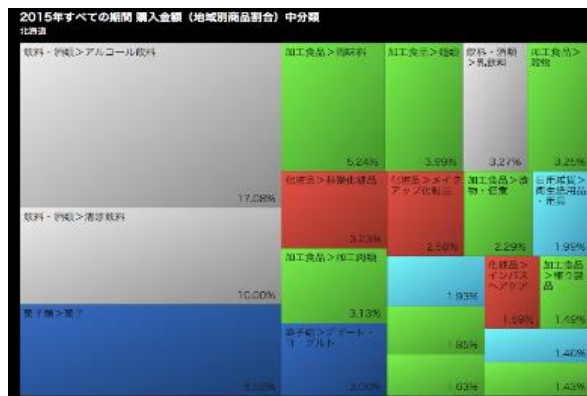 2015年すべての期間 購入金額（地域別商品割合）中分類
北海道
飲料・酒類>アルコール飲料
17.08%
飲料・酒類>清涼飲料
10.00%
菓子類>菓子
加工食品>調味料
5.24%
加工食品>麺類
3.99%
飲料・酒類
>乳飲料
3.27%
加工食品>
穀物
3.25%
化粧品>基礎化粧品
3.23%
化粧品>メイク
アップ化粧品
2.56%
加工食品>漬
物・佃煮
2.29%
日用雑貨>
衛生紙用品
・用具
1.99%
加工食品>加工肉類
3.13%
菓子類>デザート・
ヨーグルト
3.00%
1.93%
1.85%
1.63%
化粧品>
インバス
ヘアケア
加工食品
>練り製
品
1.49%
1.43%